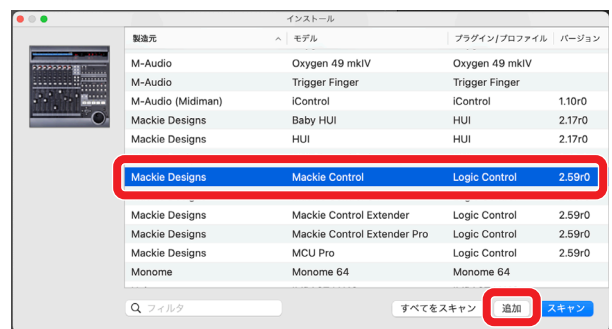 インストール
製造元 モデル プラグイン/プロファイル バージョン
M-Audio Oxygen 49 mkIV Oxygen 49 mkIV
M-Audio Trigger Finger Trigger Finger
M-Audio (Midiman) iControl iControl 1.10r0
Mackie Designs Baby HUI HUI 2.17r0
Mackie Designs HUI HUI 2.17r0
Mackie Designs Mackie Control Logic Control 2.59r0
Mackie Designs Mackie Control Extender Logic Control 2.59r0
Mackie Designs Mackie Control Extender Pro Logic Control 2.59r0
Mackie Designs MCU Pro Logic Control 2.59r0
Monome Monome 64 Monome 64
フィルタ すべてをスキャン 追加 スキャン